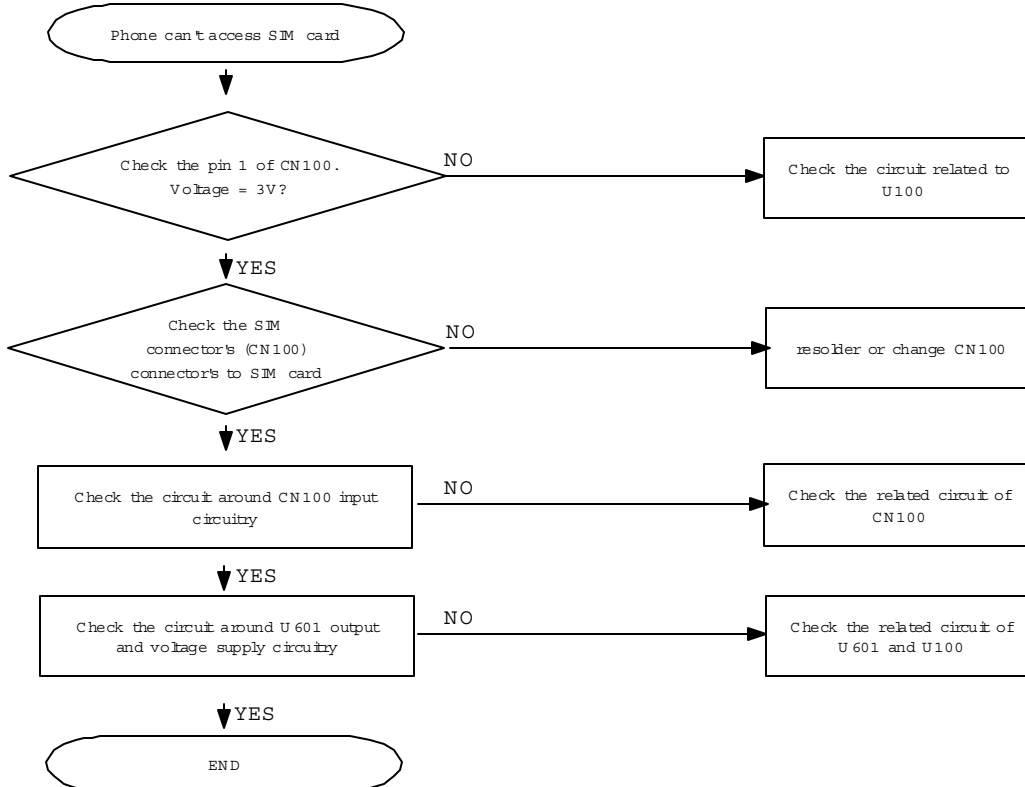 Phone can't access SIM card
Check the pin 1 of CN100.
Voltage = 3V?
NO
Check the circuit related to
U100
YES
Check the SIM
connector's (CN100)
connector's to SIM card
NO
resolder or change CN100
YES
Check the circuit around CN100 input
circuitry
NO
Check the related circuit of
CN100
YES
Check the circuit around U601 output
and voltage supply circuitry
NO
Check the related circuit of
U601 and U100
YES
END